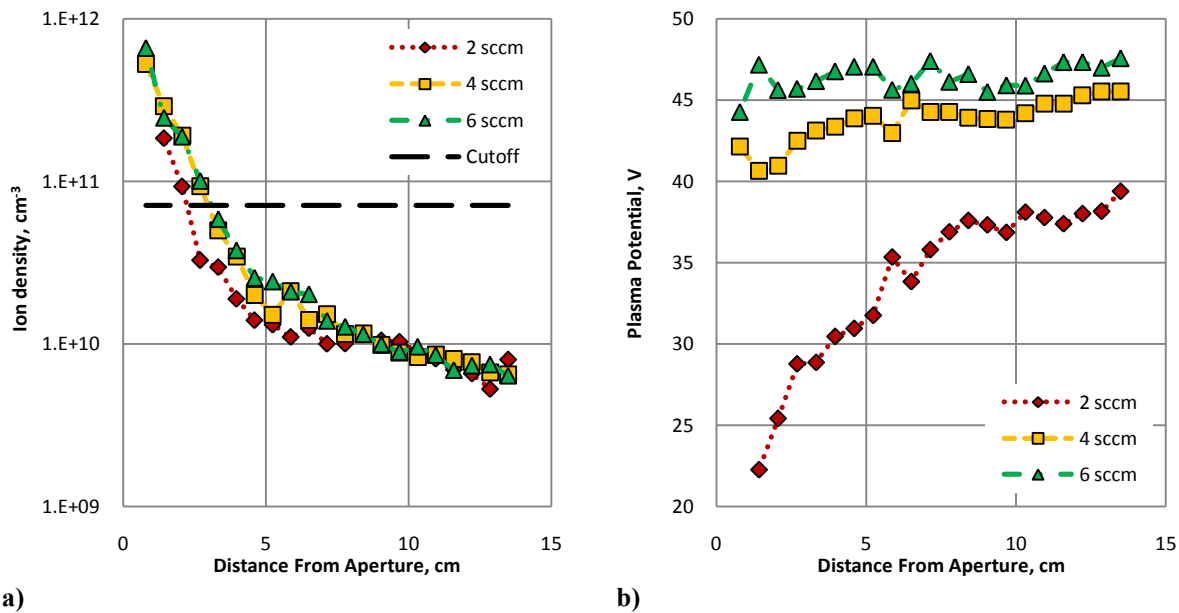 1.E+12
1.E+11
1.E+10
1.E+09
Ion density, cm-3
0 5 10 15
Distance From Aperture, cm
2 sccm
4 sccm
6 sccm
Cutoff
a)
50
45
40
35
30
25
20
Plasma Potential, V
0 5 10 15
Distance From Aperture, cm
2 sccm
4 sccm
6 sccm
b)